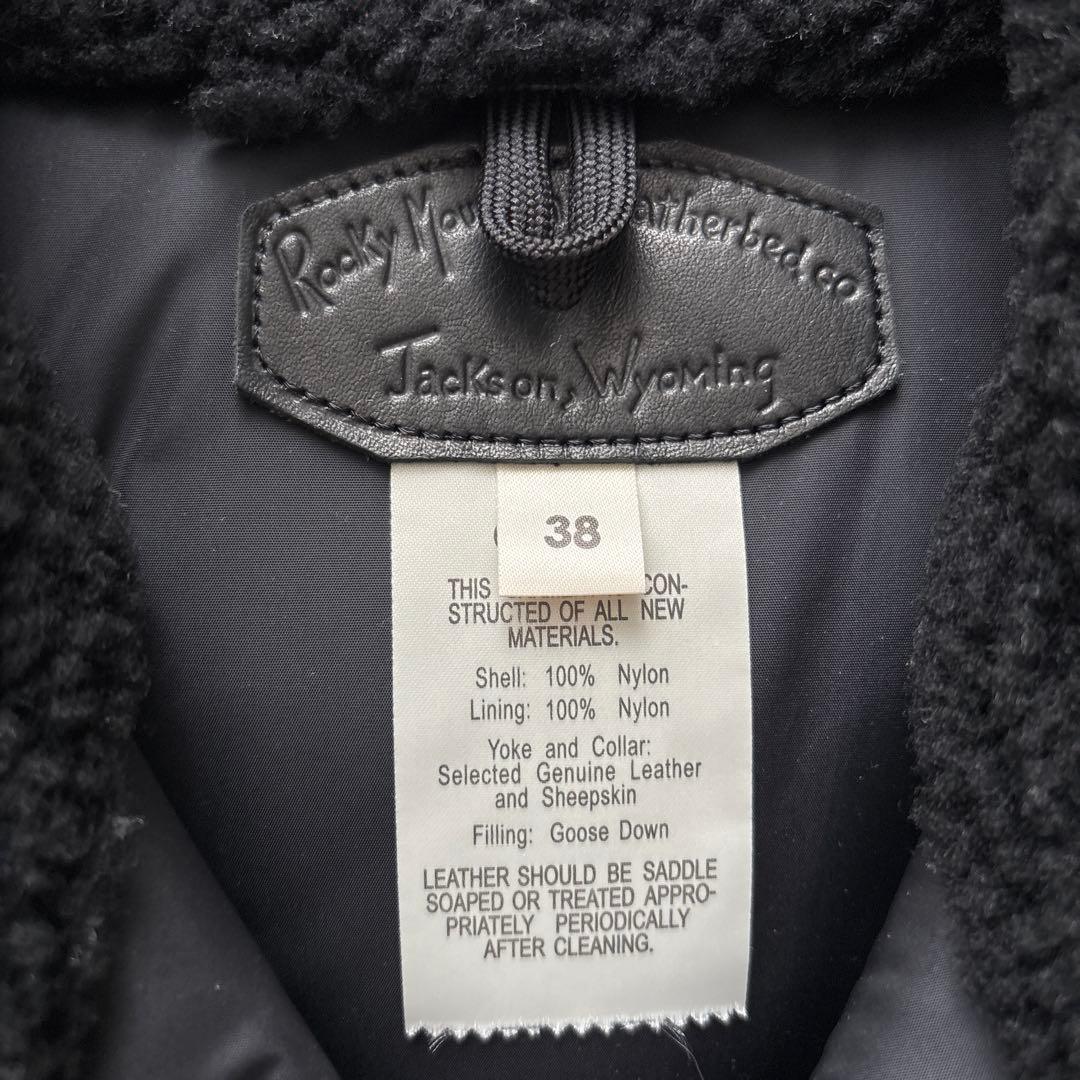 Rocky Mou atherbed co
Jackson, Wyoming
38
THIS CON-
STRUCTED OF ALL NEW
MATERIALS.
Shell: 100% Nylon
Lining: 100% Nylon
Yoke and Collar:
Selected Genuine Leather
and Sheepskin
Filling: Goose Down
LEATHER SHOULD BE SADDLE
SOAPED OR TREATED APPRO-
PRIATELY PERIODICALLY
AFTER CLEANING.